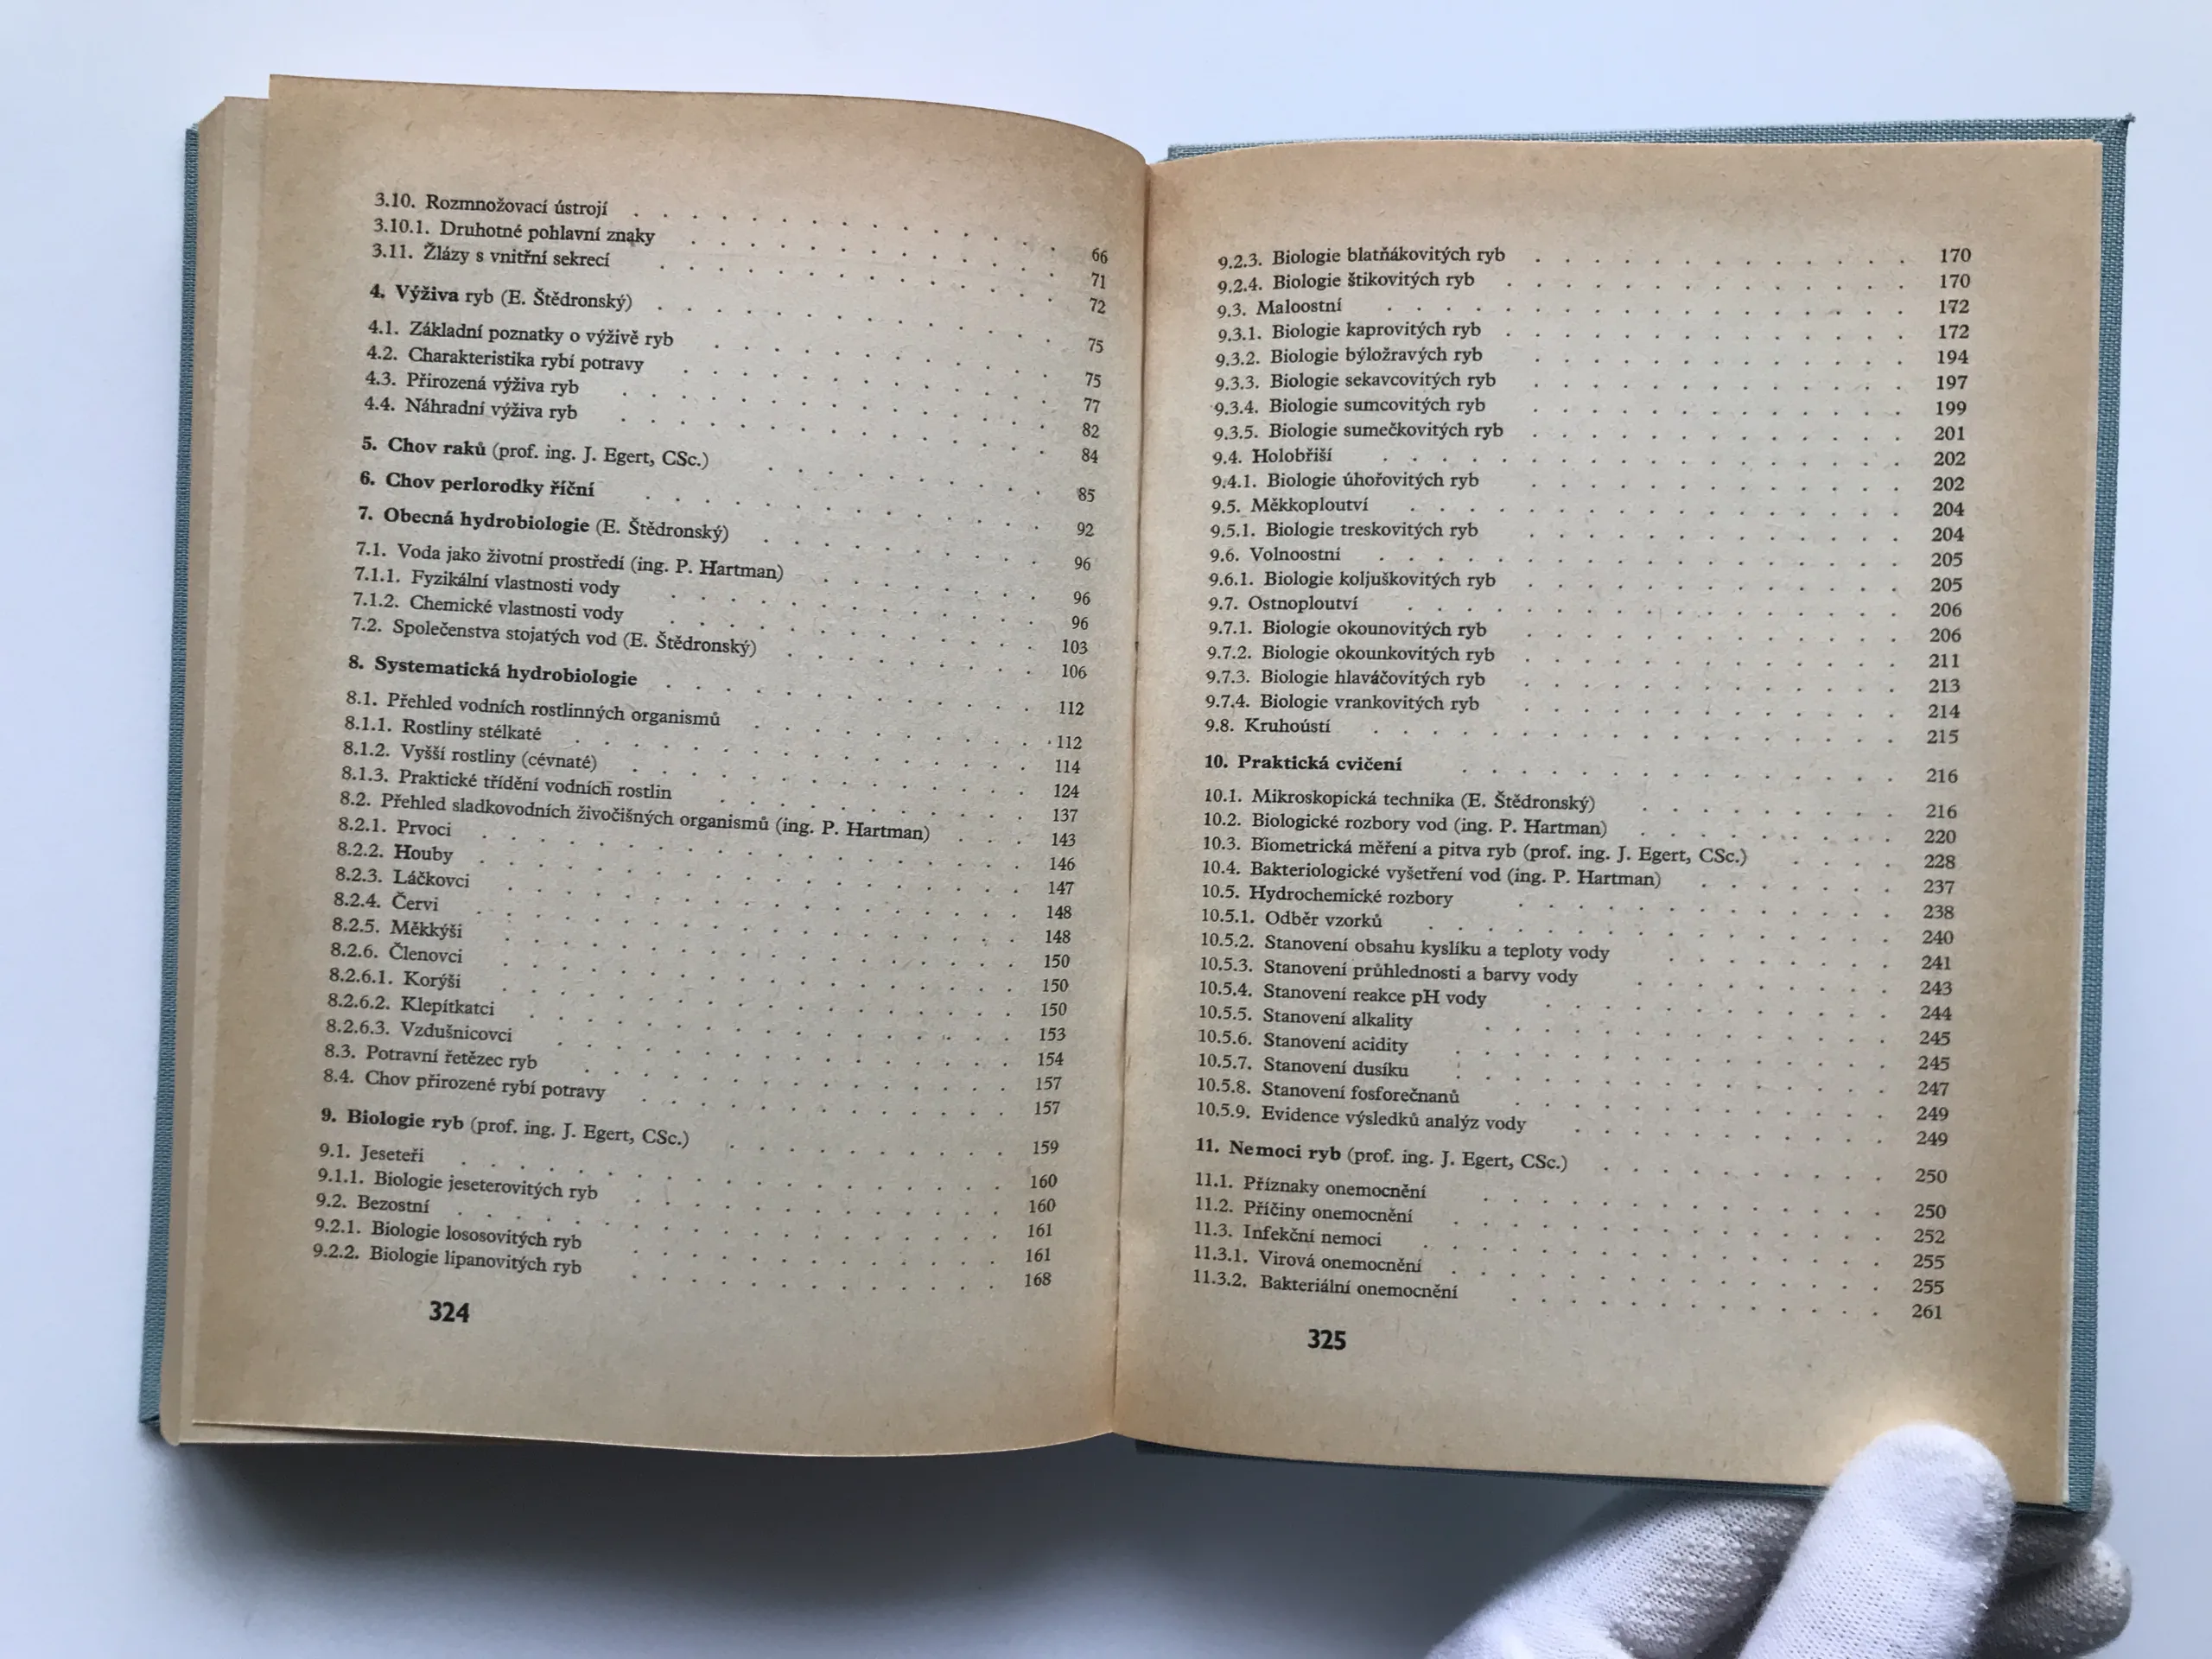 3.10. Rozmnožovací ústrojí . . . . . . . . . . . . . . . 66
3.10.1. Druhotné pohlavní znaky . . . . . . . . . . . . . 71
3.11. Žlázy s vnitřní sekrecí . . . . . . . . . . . . . . 72
4. Výživa ryb (E. Štědronský) . . . . . . . . . . . . . . 75
4.1. Základní poznatky o výživě ryb . . . . . . . . . . . . 75
4.2. Charakteristika rybí potravy . . . . . . . . . . . . . 77
4.3. Přirozená výživa ryb . . . . . . . . . . . . . . . 82
4.4. Náhradní výživa ryb . . . . . . . . . . . . . . . 84
5. Chov raků (prof. ing. J. Egert, CSc.) . . . . . . . . . . 85
6. Chov perlorodky říční . . . . . . . . . . . . . . 92
7. Obecná hydrobiologie (E. Štědronský) . . . . . . . . . . 96
7.1. Voda jako životní prostředí (ing. P. Hartman) . . . . . . . . 96
7.1.1. Fyzikální vlastnosti vody . . . . . . . . . . . . . 96
7.1.2. Chemické vlastnosti vody . . . . . . . . . . . . . 103
7.2. Společenstva stojatých vod (E. Štědronský) . . . . . . . . . 106
8. Systematická hydrobiologie . . . . . . . . . . . . . 112
8.1. Přehled vodních rostlinných organismů . . . . . . . . . . 112
8.1.1. Rostliny stélkaté . . . . . . . . . . . . . . . . 114
8.1.2. Vyšší rostliny (cévnaté) . . . . . . . . . . . . . . 124
8.1.3. Praktické třídění vodních rostlin . . . . . . . . . . . 137
8.2. Přehled sladkovodních živočišných organismů (ing. P. Hartman) . . . 143
8.2.1. Prvoci . . . . . . . . . . . . . . . . . . . 146
8.2.2. Houby . . . . . . . . . . . . . . . . . . . 147
8.2.3. Láčkovci . . . . . . . . . . . . . . . . . . 148
8.2.4. Červi . . . . . . . . . . . . . . . . . . . 148
8.2.5. Měkkýši . . . . . . . . . . . . . . . . . . 150
8.2.6. Členovci . . . . . . . . . . . . . . . . . . 150
8.2.6.1. Korýši . . . . . . . . . . . . . . . . . . 150
8.2.6.2. Klepítkatci . . . . . . . . . . . . . . . . . 153
8.2.6.3. Vzdušnicovci . . . . . . . . . . . . . . . . 154
8.3. Potravní řetězec ryb . . . . . . . . . . . . . . . 157
8.4. Chov přirozené rybí potravy . . . . . . . . . . . . . 157
9. Biologie ryb (prof. ing. J. Egert, CSc.) . . . . . . . . . . 159
9.1. Jeseteři . . . . . . . . . . . . . . . . . . . 160
9.1.1. Biologie jeseterovitých ryb . . . . . . . . . . . . . 160
9.2. Bezostní . . . . . . . . . . . . . . . . . . . 161
9.2.1. Biologie lososovitých ryb . . . . . . . . . . . . . 161
9.2.2. Biologie lipanovitých ryb . . . . . . . . . . . . . 168
324
9.2.3. Biologie blatňákovitých ryb . . . . . . . . . . . . . 170
9.2.4. Biologie štikovitých ryb . . . . . . . . . . . . . . 170
9.3. Maloostní . . . . . . . . . . . . . . . . . . 172
9.3.1. Biologie kaprovitých ryb . . . . . . . . . . . . . . 172
9.3.2. Biologie býložravých ryb . . . . . . . . . . . . . 194
9.3.3. Biologie sekavcovitých ryb . . . . . . . . . . . . . 197
9.3.4. Biologie sumcovitých ryb . . . . . . . . . . . . . 199
9.3.5. Biologie sumečkovitých ryb . . . . . . . . . . . . . 201
9.4. Holobřiší . . . . . . . . . . . . . . . . . . 202
9.4.1. Biologie úhořovitých ryb . . . . . . . . . . . . . 202
9.5. Měkkoploutví . . . . . . . . . . . . . . . . . 204
9.5.1. Biologie treskovitých ryb . . . . . . . . . . . . . 204
9.6. Volnoostní . . . . . . . . . . . . . . . . . . 205
9.6.1. Biologie koljuškovitých ryb . . . . . . . . . . . . . 205
9.7. Ostnoploutví . . . . . . . . . . . . . . . . . 206
9.7.1. Biologie okounovitých ryb . . . . . . . . . . . . . 206
9.7.2. Biologie okounkovitých ryb . . . . . . . . . . . . . 211
9.7.3. Biologie hlaváčovitých ryb . . . . . . . . . . . . . 213
9.7.4. Biologie vrankovitých ryb . . . . . . . . . . . . . 214
9.8. Kruhoústí . . . . . . . . . . . . . . . . . . 215
10. Praktická cvičení . . . . . . . . . . . . . . . 216
10.1. Mikroskopická technika (E. Štědronský) . . . . . . . . . 216
10.2. Biologické rozbory vod (ing. P. Hartman) . . . . . . . . . 220
10.3. Biometrická měření a pitva ryb (prof. ing. J. Egert, CSc.) . . . . 228
10.4. Bakteriologické vyšetření vod (ing. P. Hartman) . . . . . . . 237
10.5. Hydrochemické rozbory . . . . . . . . . . . . . 238
10.5.1. Odběr vzorků . . . . . . . . . . . . . . . . 240
10.5.2. Stanovení obsahu kyslíku a teploty vody . . . . . . . . 241
10.5.3. Stanovení průhlednosti a barvy vody . . . . . . . . . 243
10.5.4. Stanovení reakce pH vody . . . . . . . . . . . . 244
10.5.5. Stanovení alkality . . . . . . . . . . . . . . 245
10.5.6. Stanovení acidity . . . . . . . . . . . . . . . 245
10.5.7. Stanovení dusíku . . . . . . . . . . . . . . . 247
10.5.8. Stanovení fosforečnanů . . . . . . . . . . . . . 249
10.5.9. Evidence výsledků analýz vody . . . . . . . . . . . 249
11. Nemoci ryb (prof. ing. J. Egert, CSc.) . . . . . . . . . . 250
11.1. Příznaky onemocnění . . . . . . . . . . . . . . 250
11.2. Příčiny onemocnění . . . . . . . . . . . . . . . 252
11.3. Infekční nemoci . . . . . . . . . . . . . . . . 255
11.3.1. Virová onemocnění . . . . . . . . . . . . . . . 255
11.3.2. Bakteriální onemocnění . . . . . . . . . . . . . 261
325